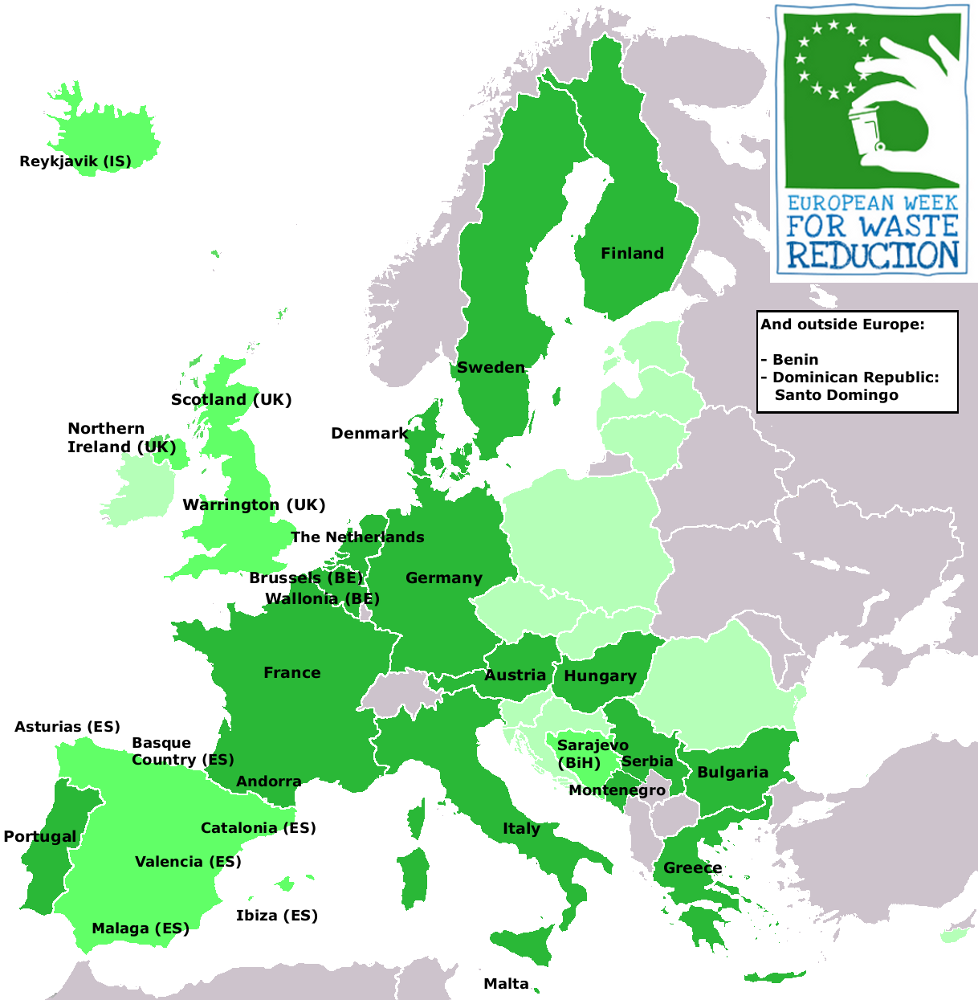 EUROPEAN WEEK
FOR WASTE
REDUCTION
And outside Europe:
- Benin
- Dominican Republic:
Santo Domingo
Reykjavik (IS)
Finland
Sweden
Scotland (UK)
Northern
Ireland (UK)
Denmark
Warrington (UK)
The Netherlands
Brussels (BE)
Wallonia (BE)
Germany
France
Austria
Hungary
Asturias (ES)
Basque
Country (ES)
Andorra
Sarajevo
(BiH)
Serbia
Montenegro
Bulgaria
Portugal
Catalonia (ES)
Italy
Valencia (ES)
Greece
Ibiza (ES)
Malaga (ES)
Malta